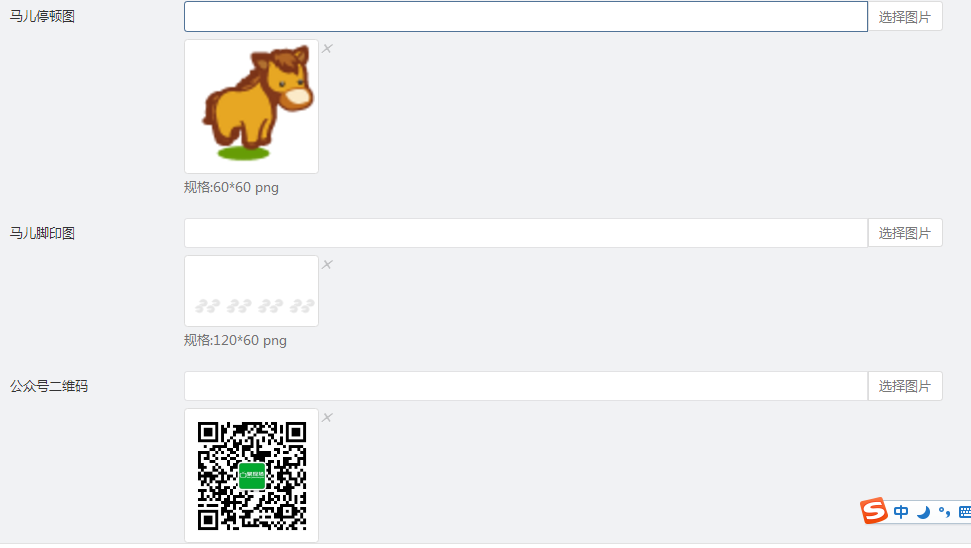 马儿停顿图
选择图片
规格:60*60 png
马儿脚印图
选择图片
规格:120*60 png
公众号二维码
选择图片
S中